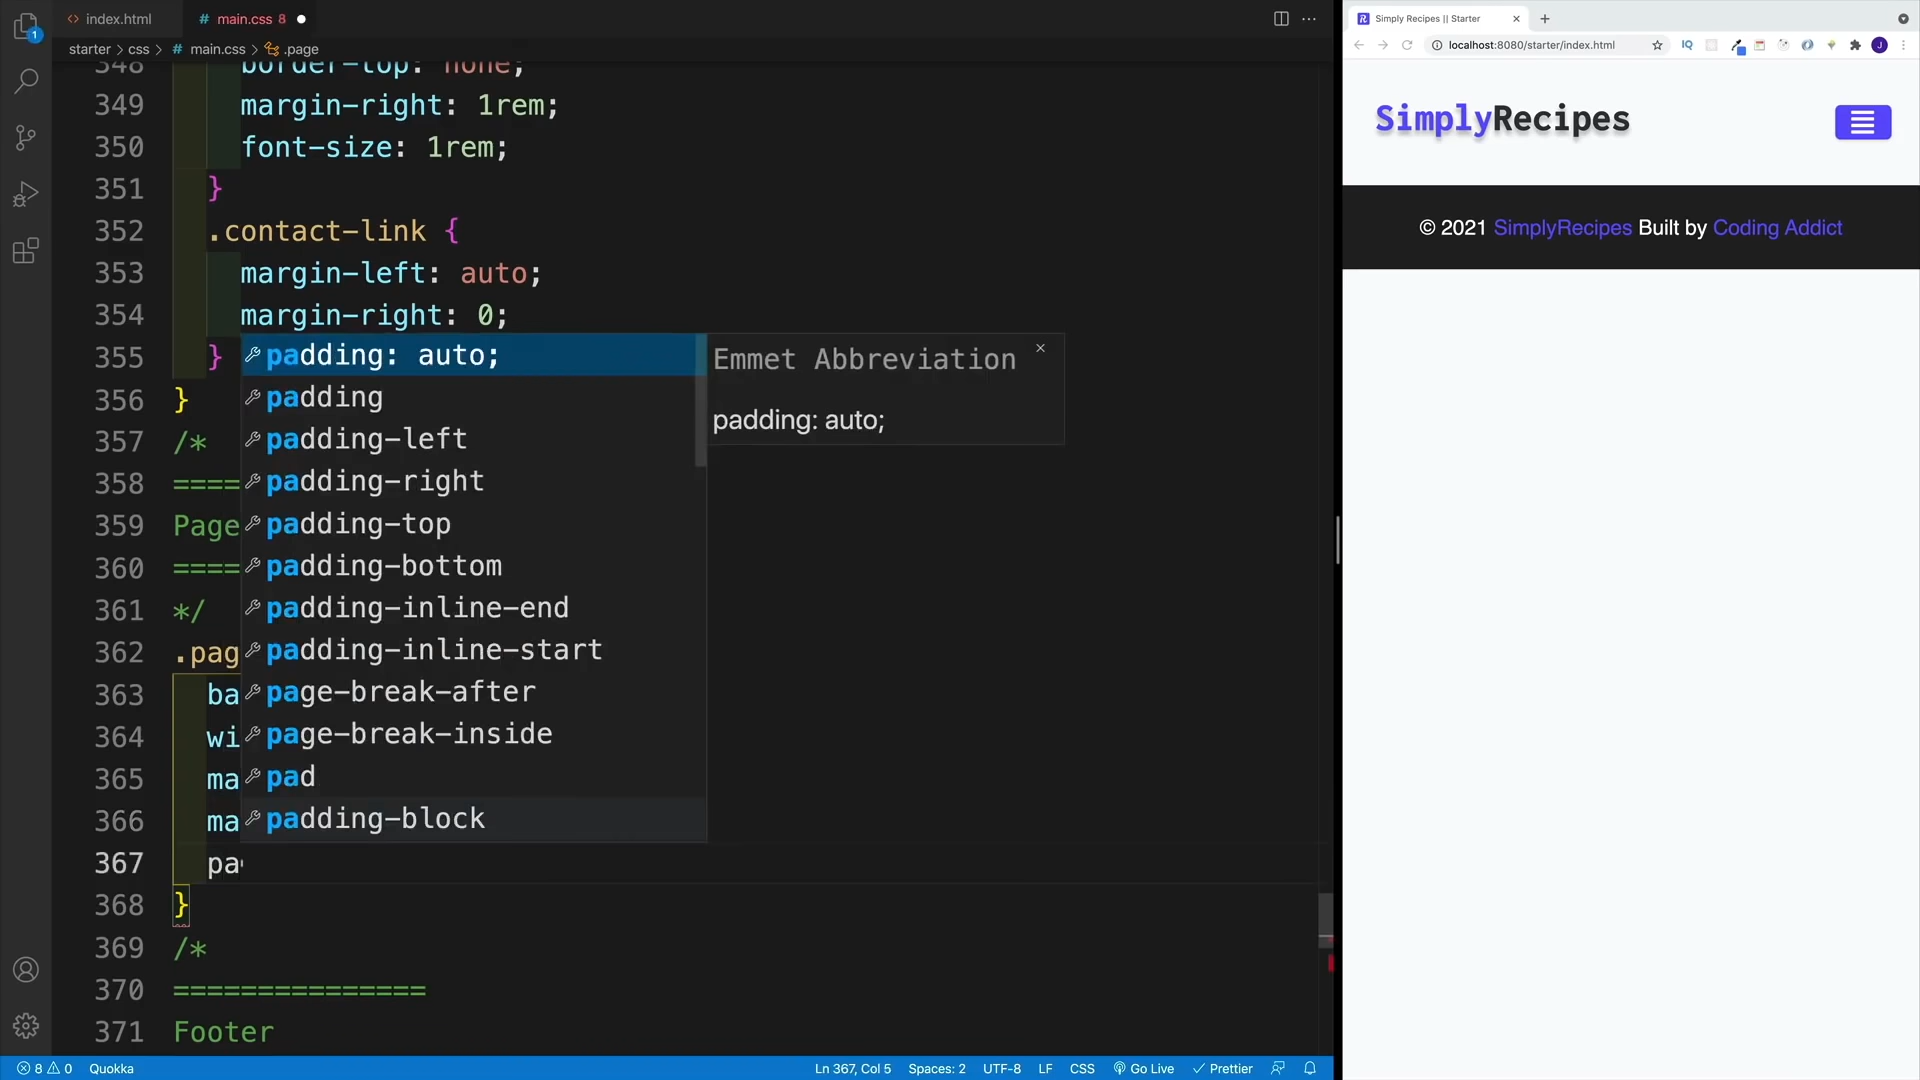 index.html
# main.css 8
starter > css > # main.css > .page
348 border-top: none;
349 margin-right: 1rem;
350 font-size: 1rem;
351 }
352 .contact-link {
353 margin-left: auto;
354 margin-right: 0;
355 }
356 }
357 /*
358 ====
359 Page
360 ====
361 */
362 .pag
363 ba
364 wi
365 ma
366 ma
367 pa
368 }
369 /*
370 ===============
371 Footer
padding: auto;
padding
padding-left
padding-right
padding-top
padding-bottom
padding-inline-end
padding-inline-start
page-break-after
page-break-inside
pad
padding-block
Emmet Abbreviation
padding: auto;
1
8 0 Quokka Ln 367, Col 5 Spaces: 2 UTF-8 LF CSS Go Live Prettier
Simply Recipes || Starter
localhost:8080/starter/index.html IQ J
SimplyRecipes
© 2021 SimplyRecipes Built by Coding Addict